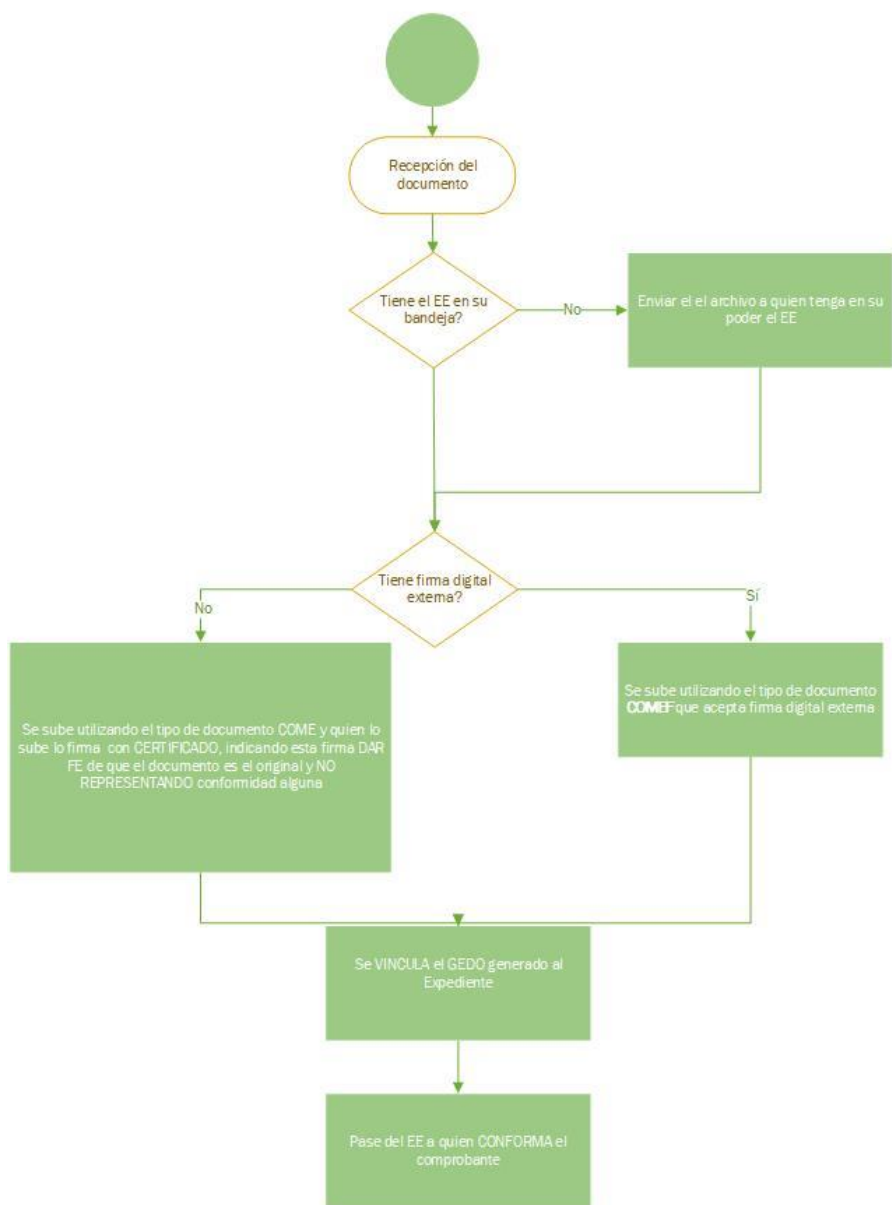 Recepción del
documento
Tiene el EE en su
bandeja?
No
Enviar el el archivo a quien tenga en su
poder el EE
Tiene firma digital
externa?
No
Sí
Se sube utilizando el tipo de documento COME y quien lo
sube lo firma con CERTIFICADO, indicando esta firma DAR
FE de que el documento es el original y NO
REPRESENTANDO conformidad alguna
Se sube utilizando el tipo de documento
COMEF que acepta firma digital externa
Se VINCULA el GEDO generado al
Expediente
Pase del EE a quien CONFORMA el
comprobante